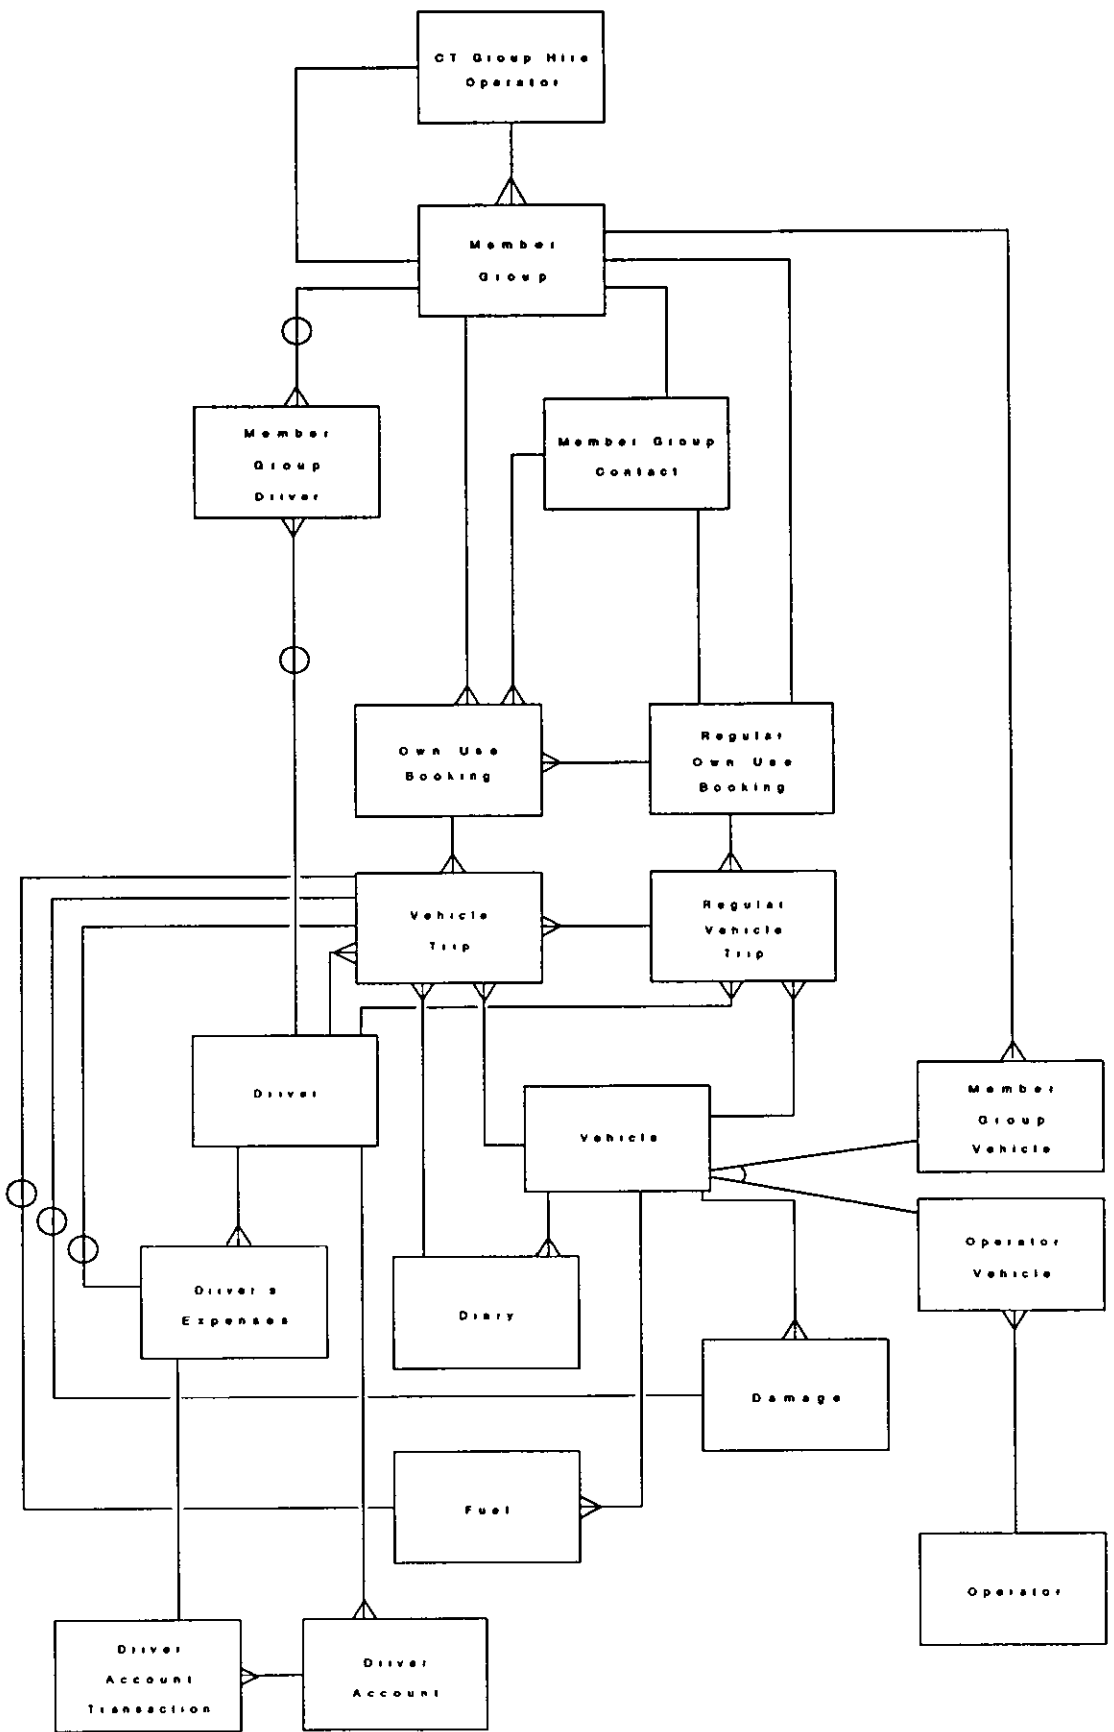 CT Group Hire
Operator
Member
Group
Member
Group
Driver
Member Group
Contact
Own Use
Booking
Regular
Own Use
Booking
Vehicle
Trip
Regular
Vehicle
Trip
Driver
Vehicle
Member
Group
Vehicle
Operator
Vehicle
Driver s
Expenses
Diary
Damage
Fuel
Operator
Driver
Account
Transaction
Driver
Account